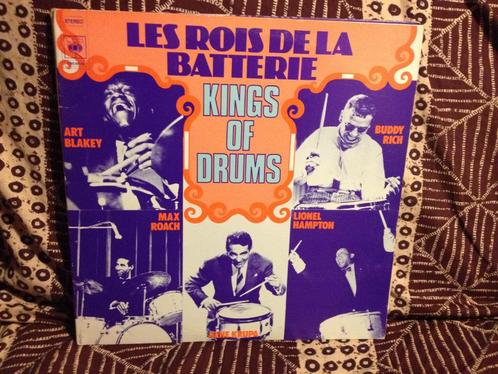 STEREO
CBS
LES ROIS DE LA
BATTERIE
KINGS
OF
DRUMS
ART
BLAKEY
BUDDY
RICH
MAX
ROACH
LIONEL
HAMPTON
GENE KRUPA